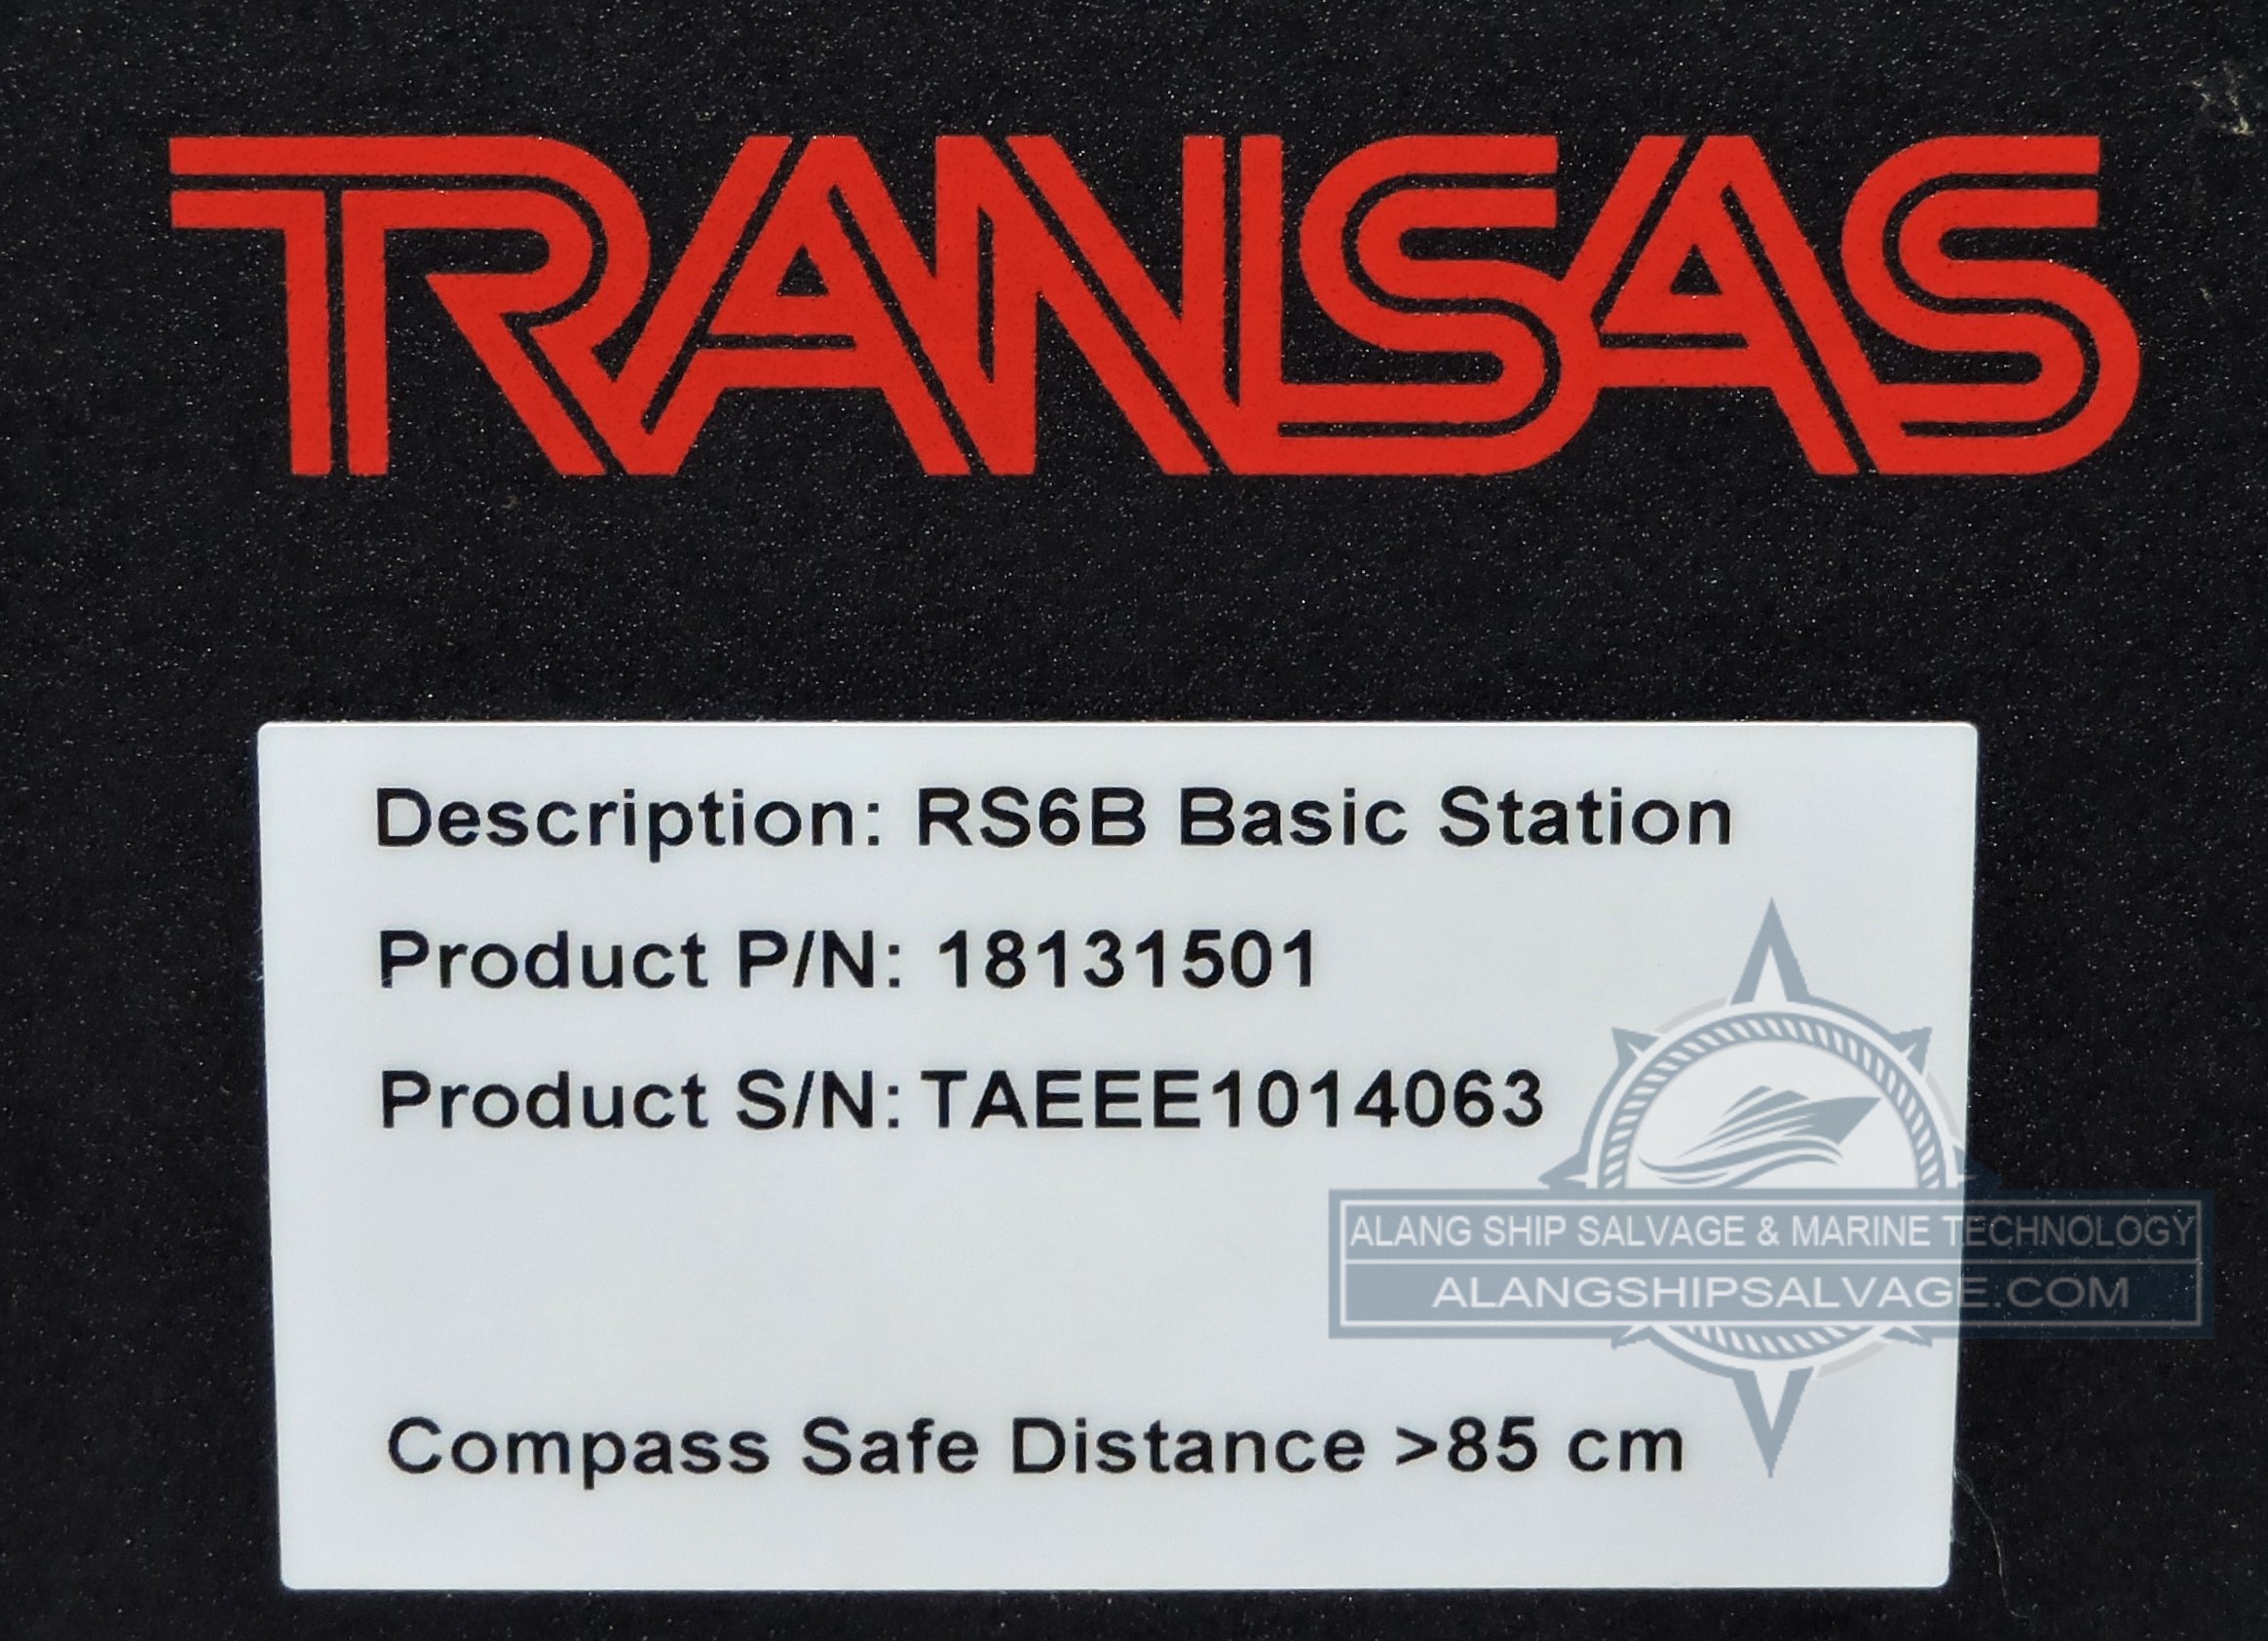 TRANSAS
Description: RS6B Basic Station
Product P/N: 18131501
Product S/N: TAEEE1014063
ALANG SHIP SALVAGE & MARINE TECHNOLOGY
ALANGSHIPSALVAGE.COM
Compass Safe Distance >85 cm